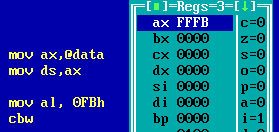 [■]=Regs=3=[↓]
ax FFFB c=0
bx 0000 z=0
mov ax,@data cx 0000 s=0
mov ds,ax dx 0000 o=0
si 0000 p=0
mov al, 0FBh di 0000 a=0
cbw bp 0000 i=1